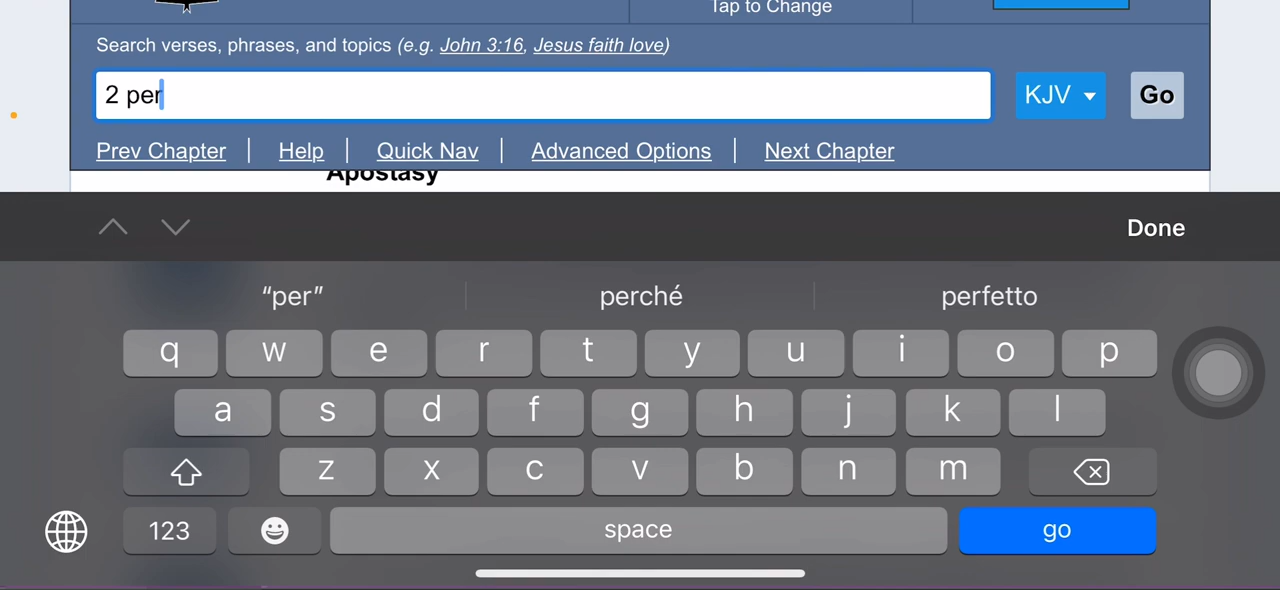 Tap to Change
Search verses, phrases, and topics (e.g. John 3:16, Jesus faith love)
2 per KJV Go
Prev Chapter | Help | Quick Nav | Advanced Options | Next Chapter
Apostasy
Done
“per” perché perfetto
q w e r t y u i o p
a s d f g h j k l
z x c v b n m
123 space go